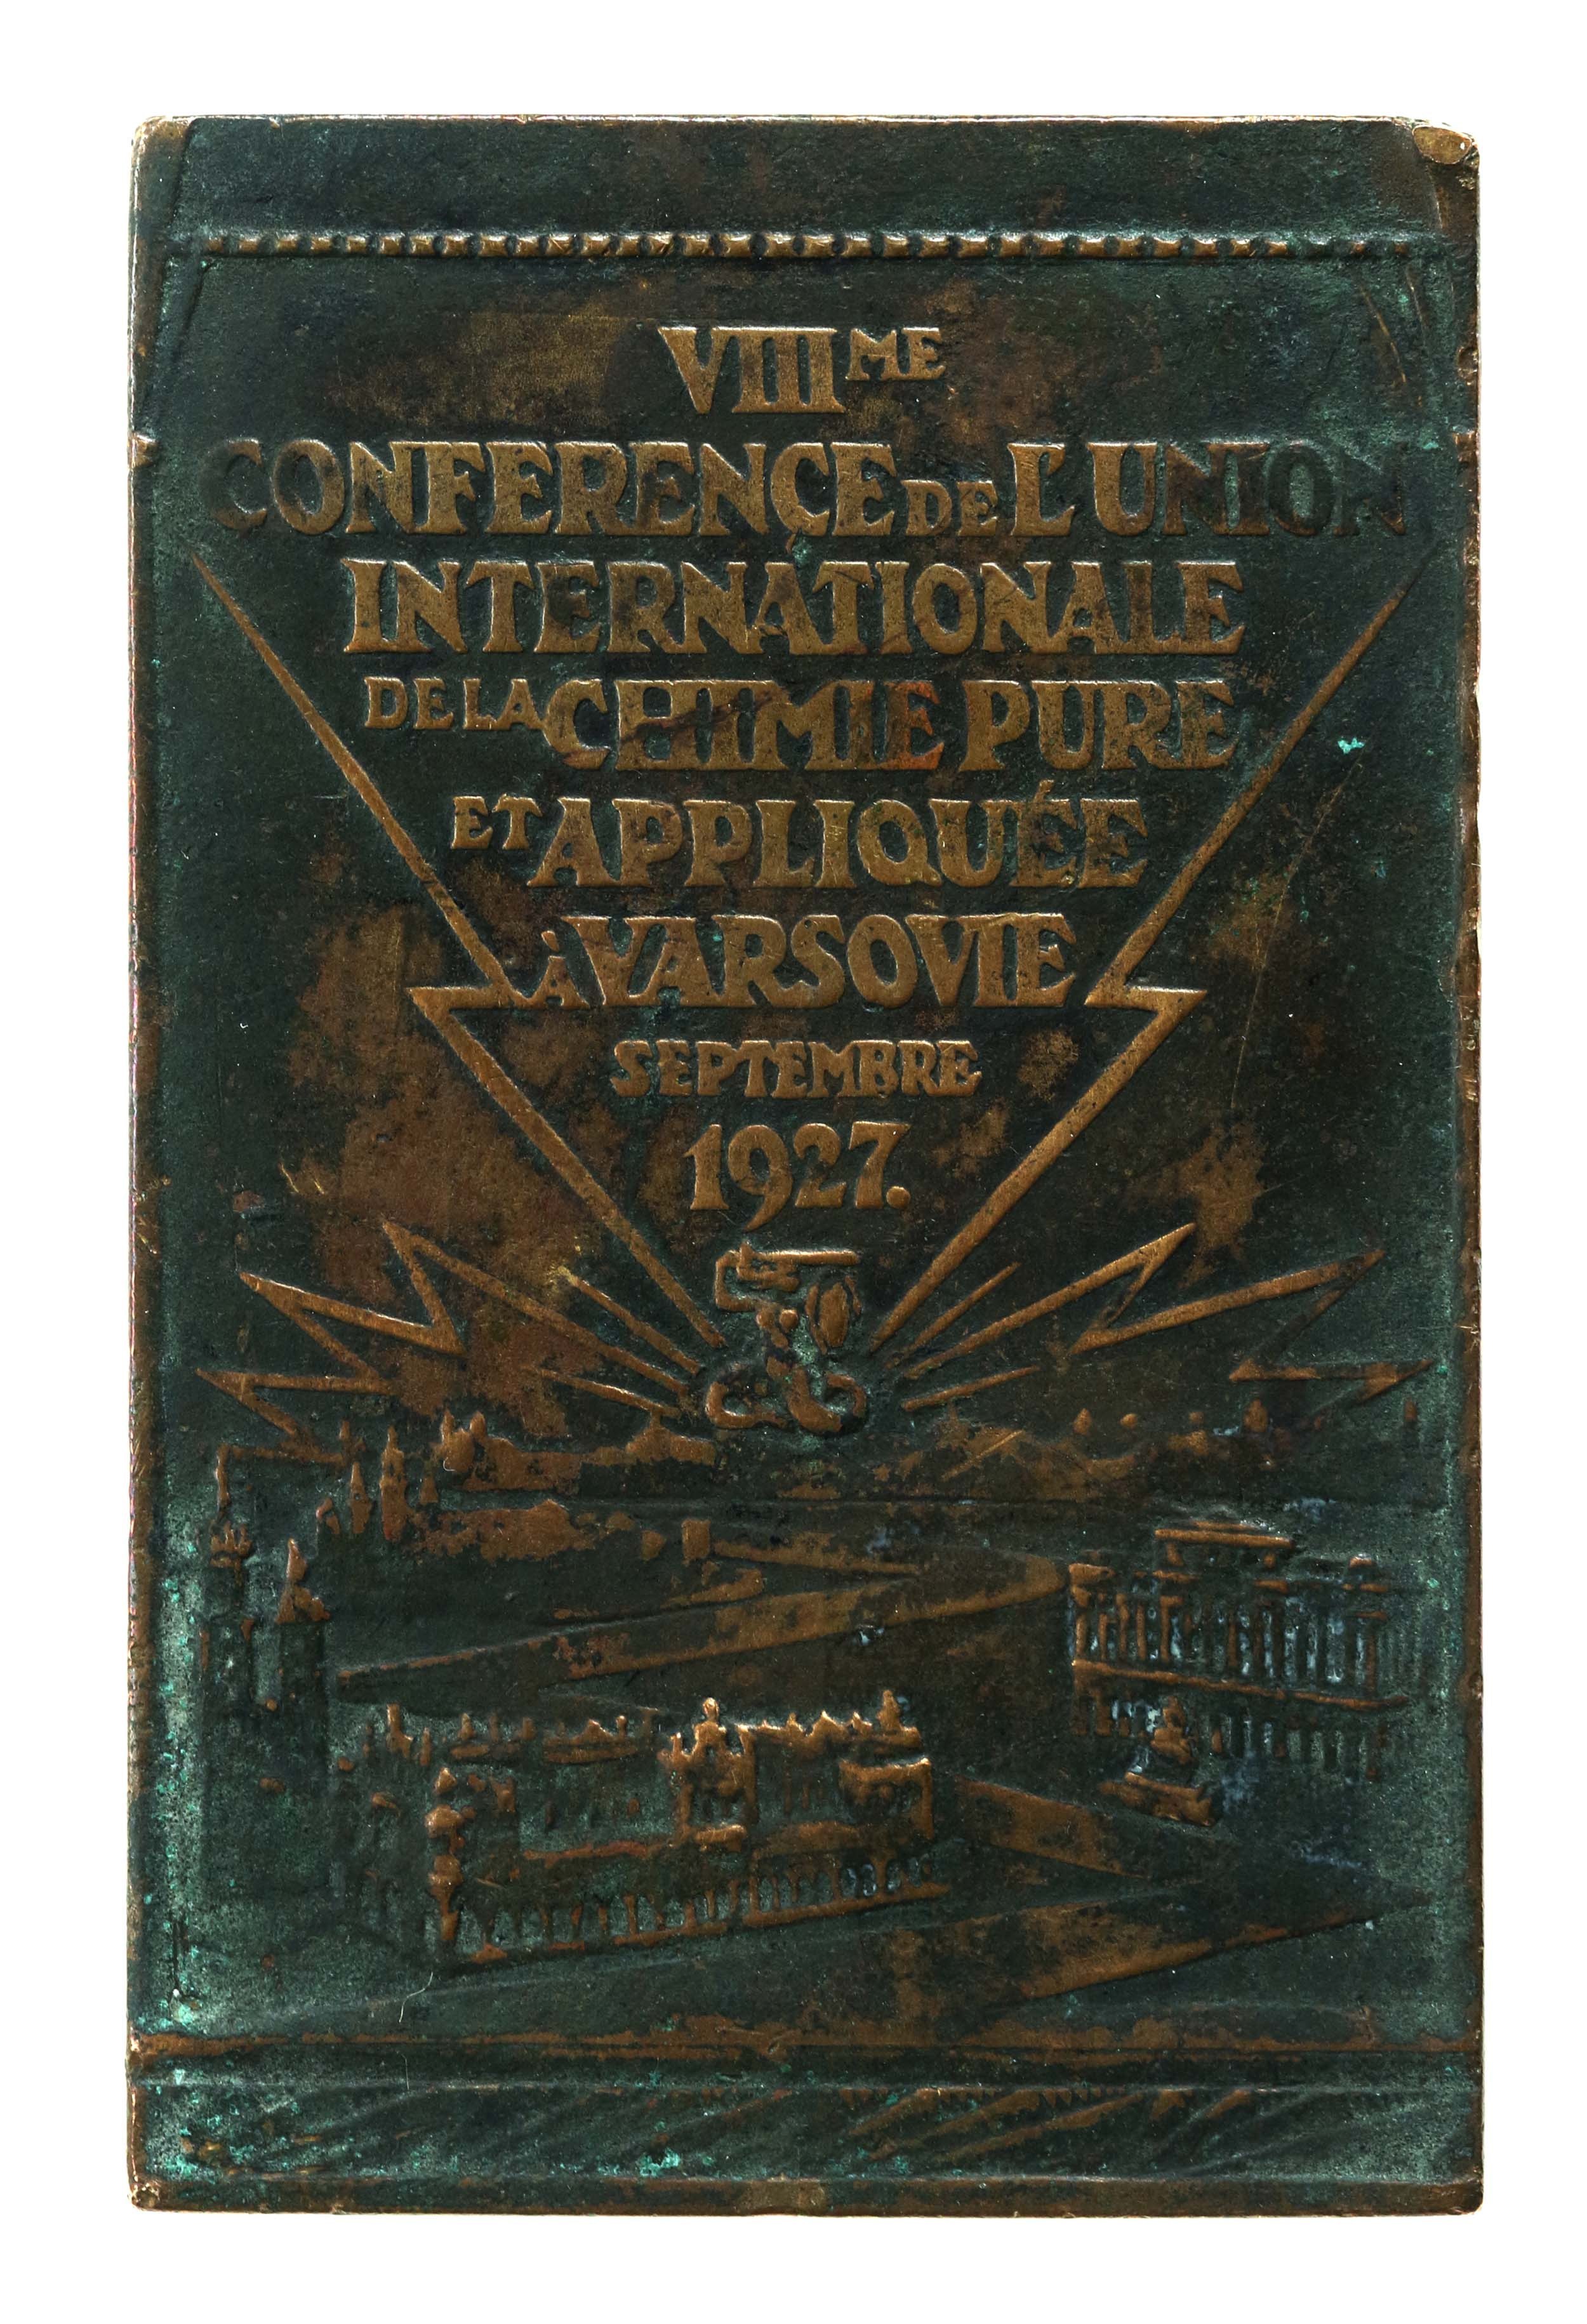 VIIIME
CONFERENCE DE L'UNION
INTERNATIONALE
DE LA CHIMIE PURE
ET APPLIQUÉE
À VARSOVIE
SEPTEMBRE
1927.